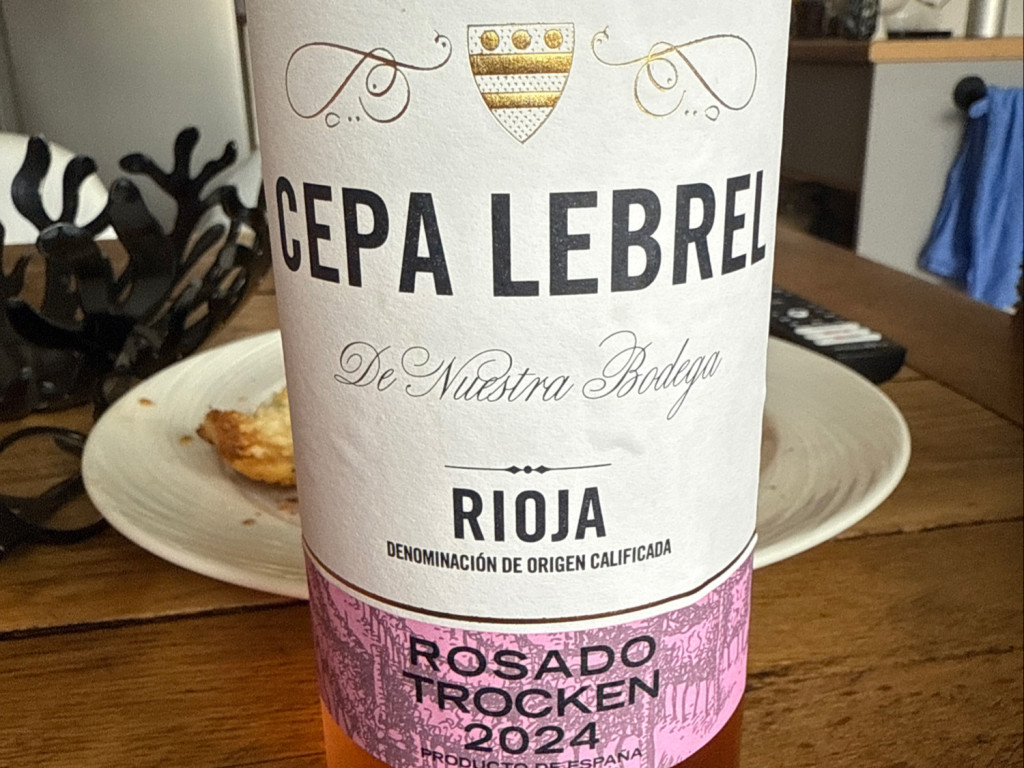 CEPA LEBREL
De Nuestra Bodega
RIOJA
DENOMINACIÓN DE ORIGEN CALIFICADA
ROSADO
TROCKEN
2024
PRODUCTO DE ESPAÑA